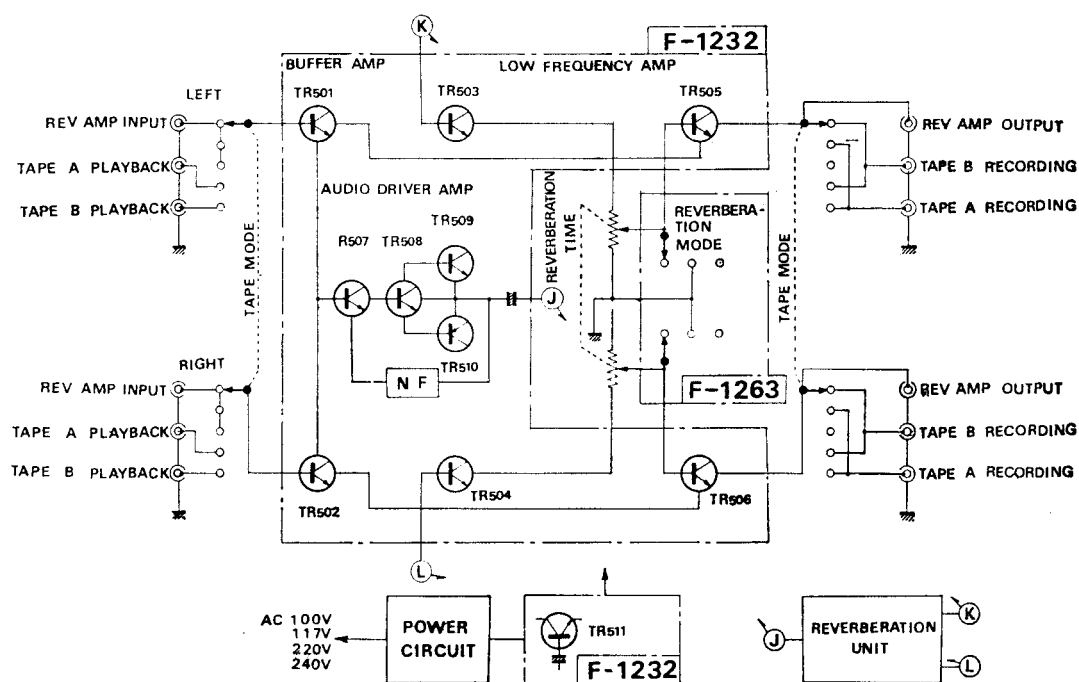 K
F-1232
BUFFER AMP
LOW FREQUENCY AMP
TR501
TR503
TR505
LEFT
REV AMP INPUT
TAPE A PLAYBACK
TAPE B PLAYBACK
REV AMP OUTPUT
TAPE B RECORDING
TAPE A RECORDING
TAPE MODE
AUDIO DRIVER AMP
TR509
R507
TR508
TR510
N F
REVERBERATION
TIME
J
REVERBERA-
TION
MODE
F-1263
TAPE MODE
RIGHT
REV AMP INPUT
TAPE A PLAYBACK
TAPE B PLAYBACK
REV AMP OUTPUT
TAPE B RECORDING
TAPE A RECORDING
TR502
TR504
TR506
L
AC 100V
117V
220V
240V
POWER
CIRCUIT
TR511
F-1232
J
REVERBERATION
UNIT
K
L